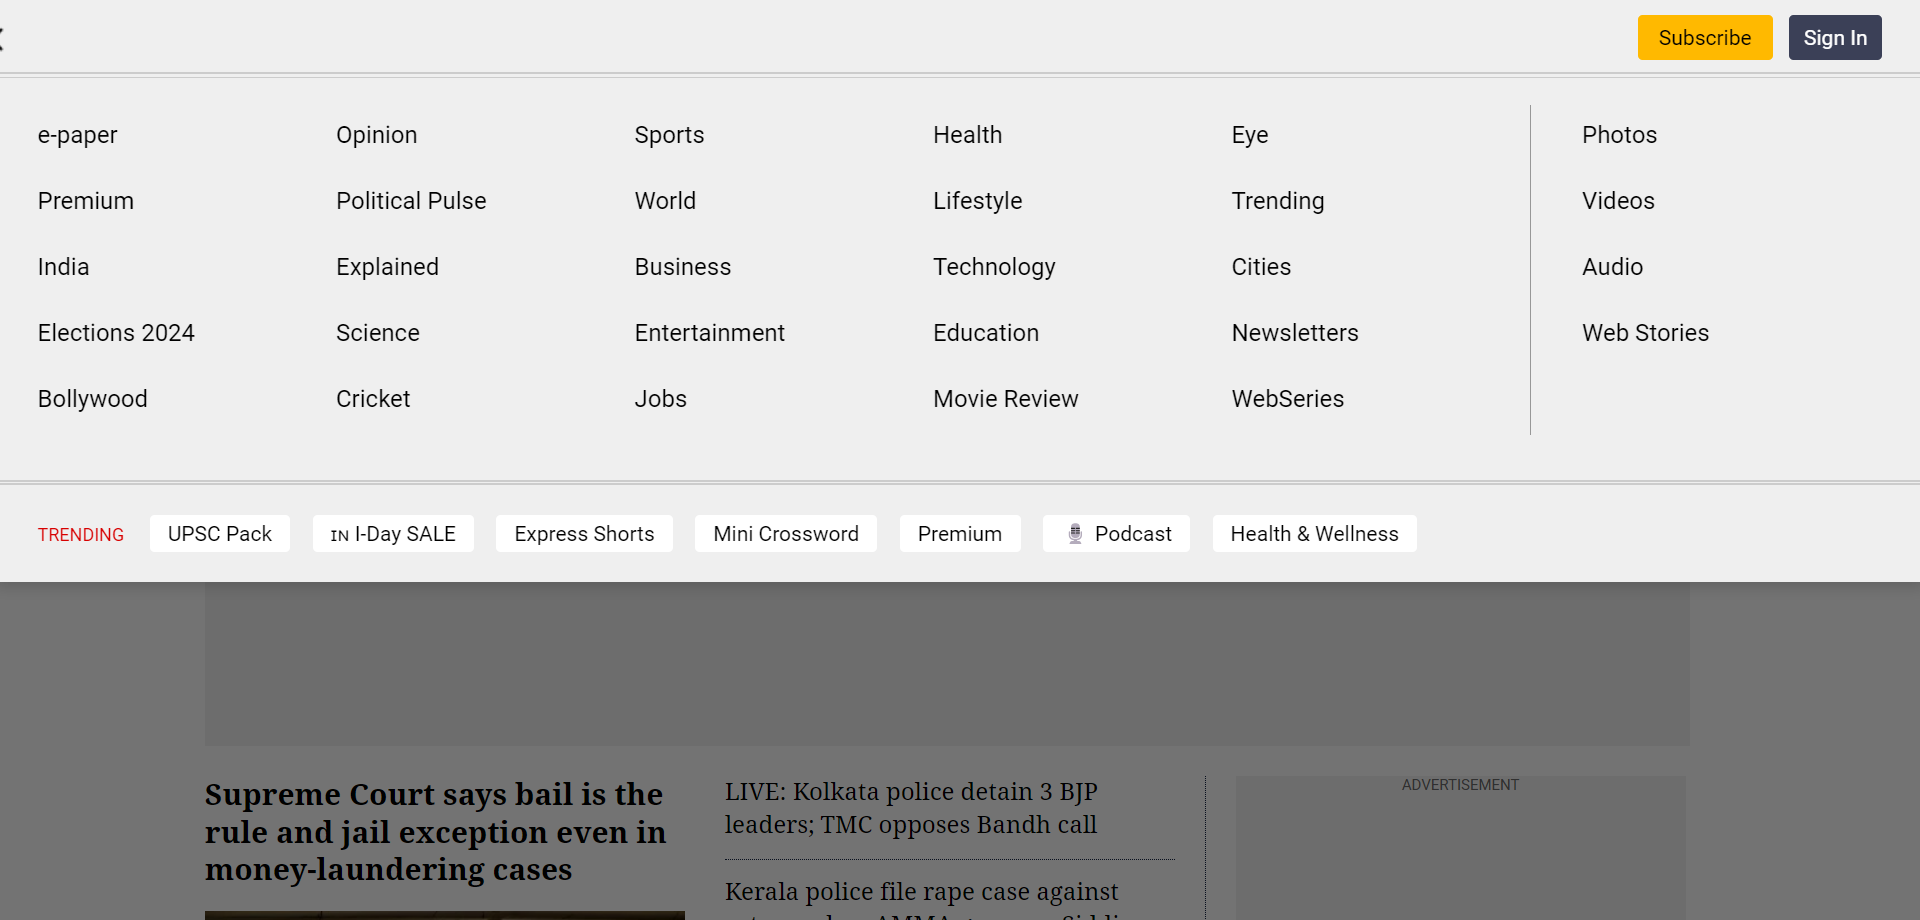 Subscribe
Sign In
e-paper
Opinion
Sports
Health
Eye
Photos
Premium
Political Pulse
World
Lifestyle
Trending
Videos
India
Explained
Business
Technology
Cities
Audio
Elections 2024
Science
Entertainment
Education
Newsletters
Web Stories
Bollywood
Cricket
Jobs
Movie Review
WebSeries
TRENDING
UPSC Pack
IN I-Day SALE
Express Shorts
Mini Crossword
Premium
Podcast
Health & Wellness
Supreme Court says bail is the
rule and jail exception even in
money-laundering cases
LIVE: Kolkata police detain 3 BJP
leaders; TMC opposes Bandh call
Kerala police file rape case against
ADVERTISEMENT